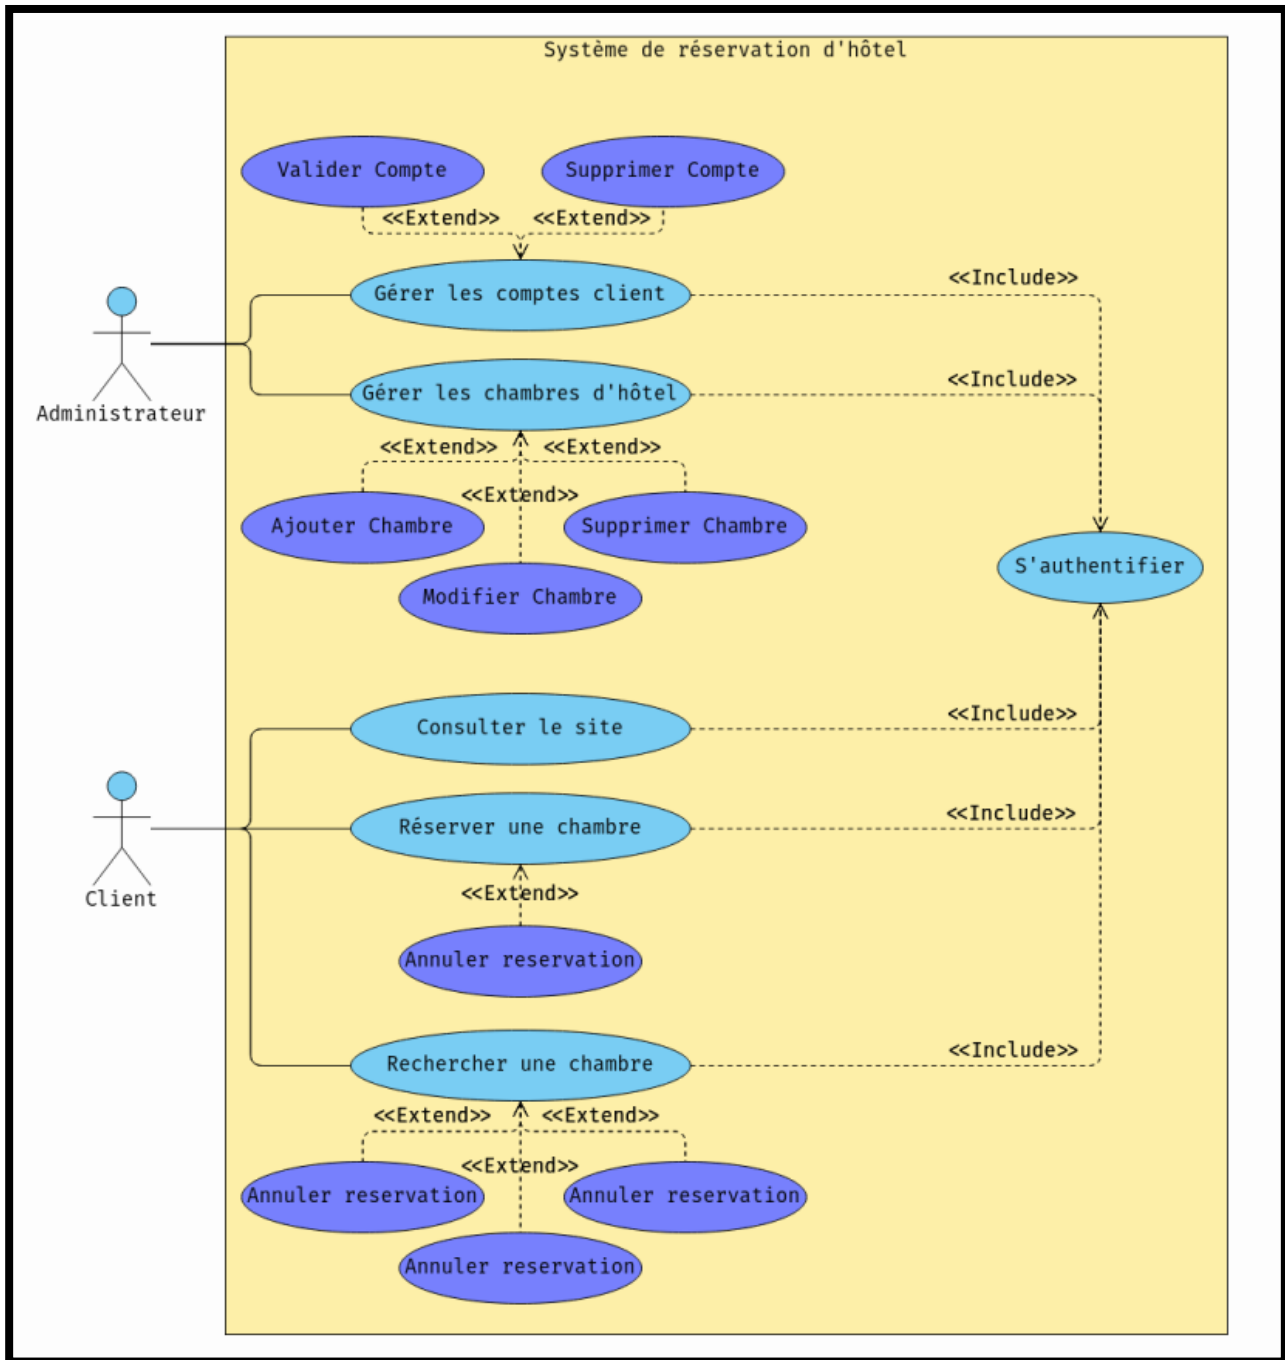 Système de réservation d'hôtel
Valider Compte
Supprimer Compte
<<Extend>>
<<Extend>>
Gérer les comptes client
<<Include>>
Administrateur
Gérer les chambres d'hôtel
<<Include>>
<<Extend>>
<<Extend>>
<<Extend>>
Ajouter Chambre
Supprimer Chambre
Modifier Chambre
S'authentifier
Consulter le site
<<Include>>
Client
Réserver une chambre
<<Include>>
<<Extend>>
Annuler reservation
Rechercher une chambre
<<Include>>
<<Extend>>
<<Extend>>
<<Extend>>
Annuler reservation
Annuler reservation
Annuler reservation